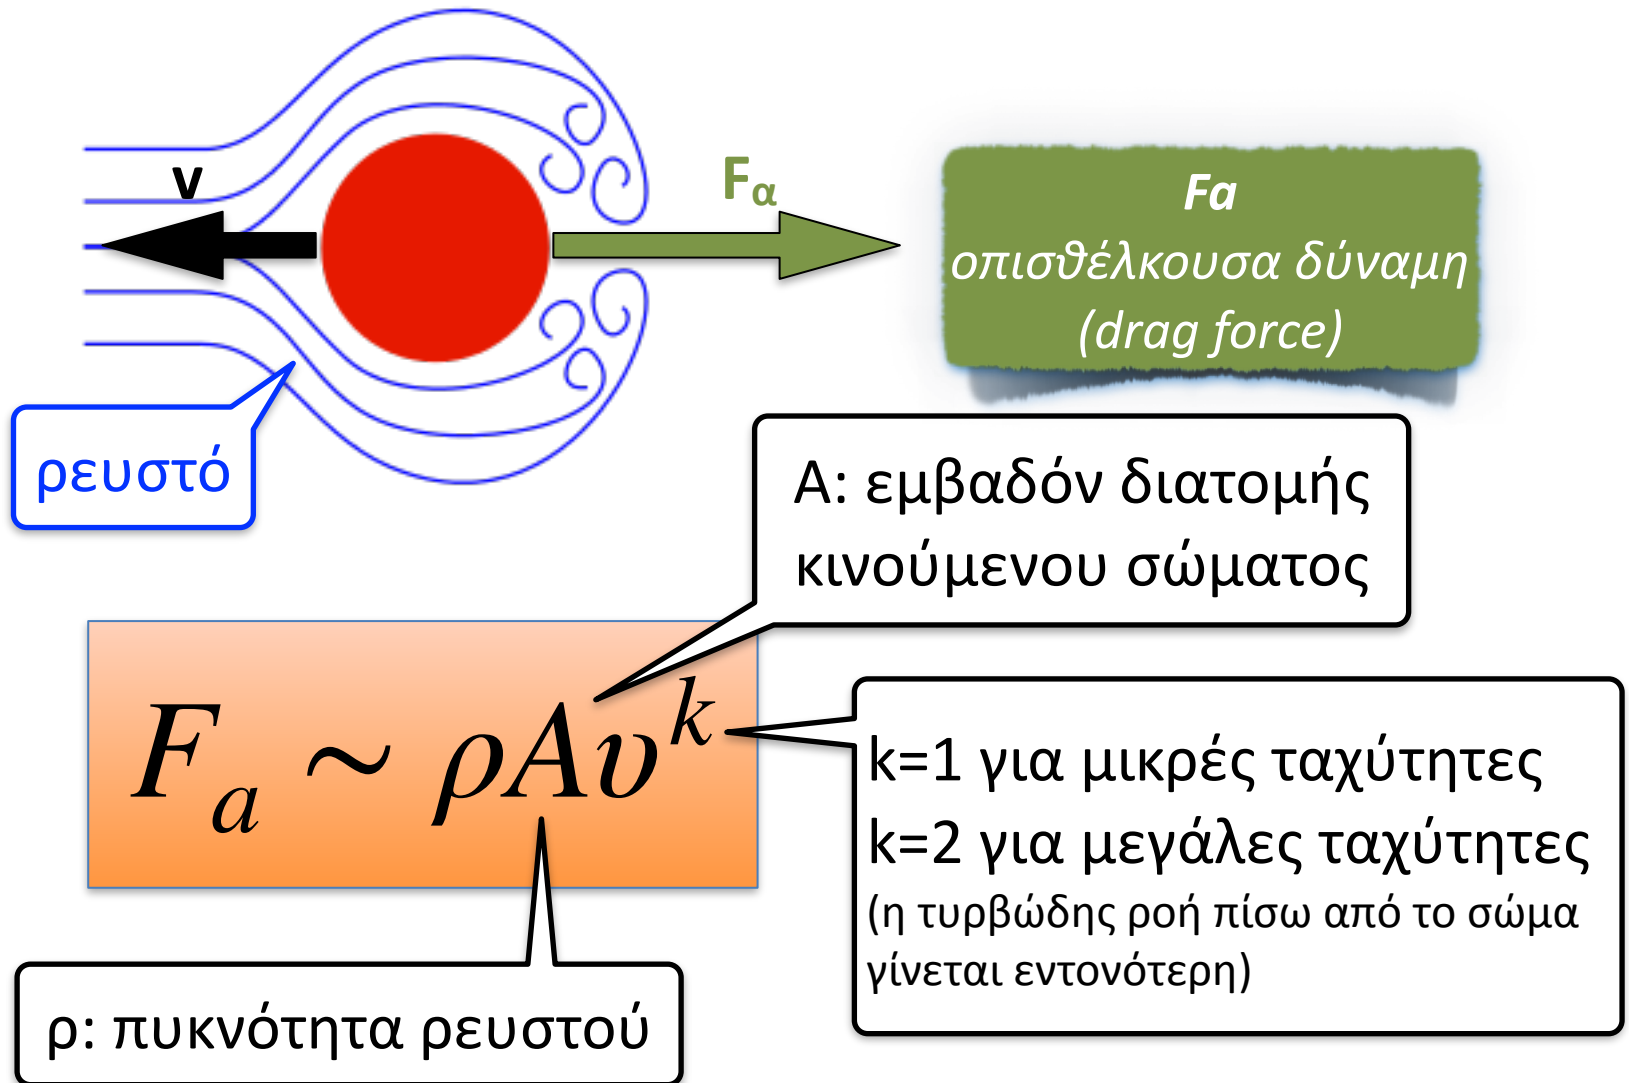 v
Fα
Fa
οπισθέλκουσα δύναμη
(drag force)
ρευστό
Α: εμβαδόν διατομής
κινούμενου σώματος
F_a ~ ρAυ^k
k=1 για μικρές ταχύτητες
k=2 για μεγάλες ταχύτητες
(η τυρβώδης ροή πίσω από το σώμα
γίνεται εντονότερη)
ρ: πυκνότητα ρευστού